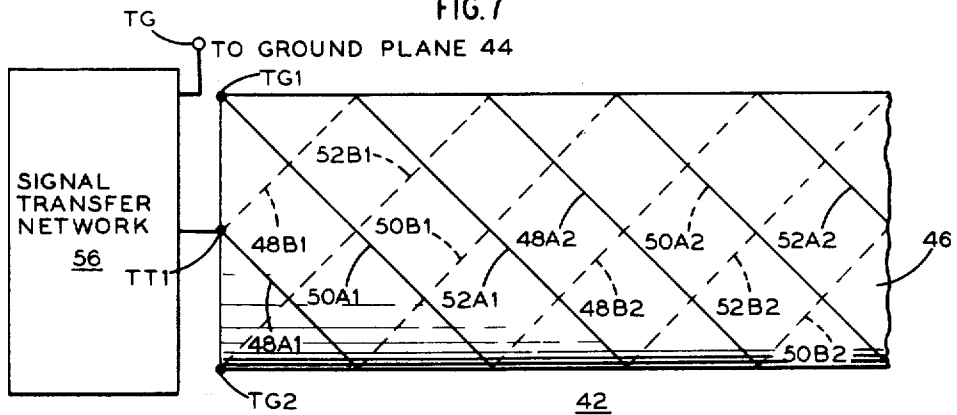 FIG. 7
TG
TO GROUND PLANE 44
TG1
SIGNAL
TRANSFER
NETWORK
56
TT1
48B1
52B1
50B1
48A2
50A2
52A2
46
48A1
50A1
52A1
48B2
52B2
50B2
TG2
42